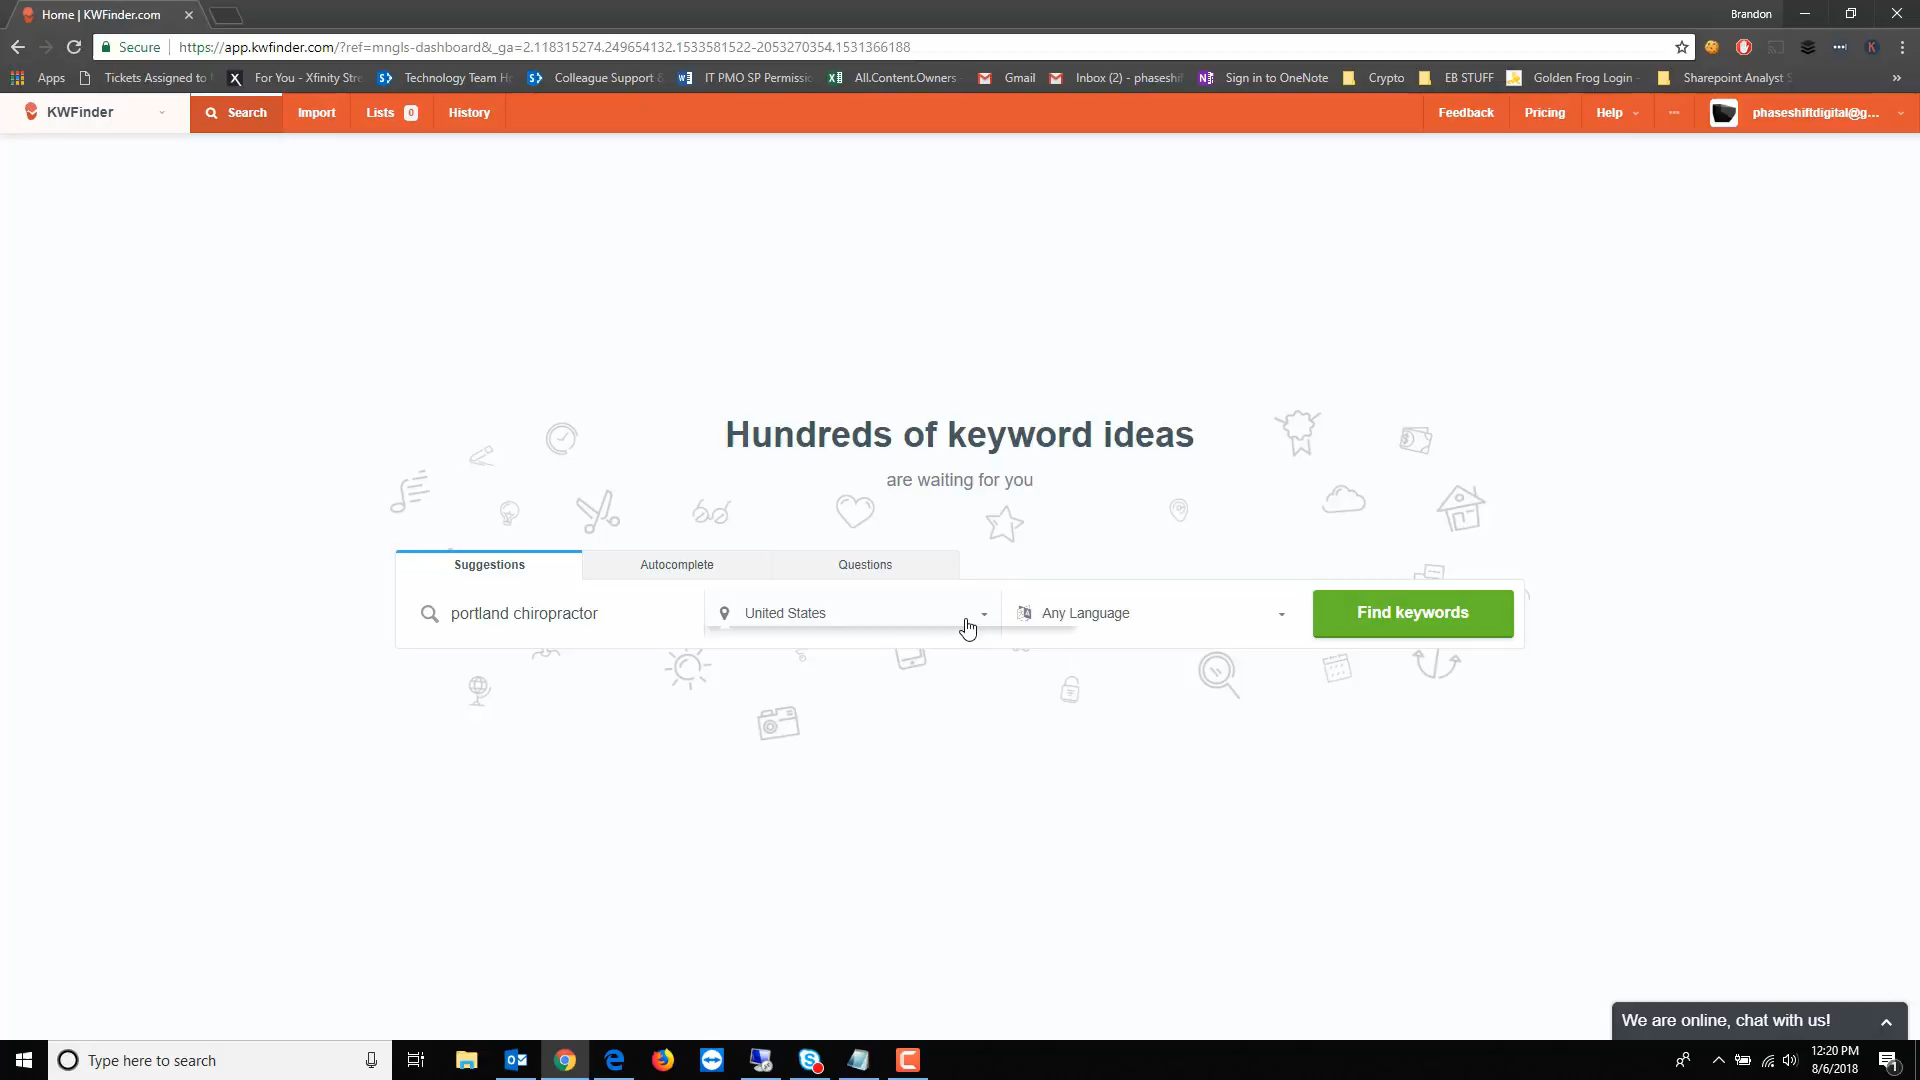 Home | KWFinder.com
Brandon
Secure
https://app.kwfinder.com/?ref=mngls-dashboard&_ga=2.118315274.249654132.1533581522-2053270354.1531366188
Apps
Tickets Assigned to
For You - Xfinity Stre
Technology Team H
Colleague Support &
IT PMO SP Permissio
All.Content.Owners
Gmail
Inbox (2) - phaseshif
Sign in to OneNote
Crypto
EB STUFF
Golden Frog Login -
Sharepoint Analyst S
KWFinder
Search
Import
Lists 0
History
Feedback
Pricing
Help
phaseshiftdigital@g...
Hundreds of keyword ideas
are waiting for you
Suggestions
Autocomplete
Questions
portland chiropractor
United States
Any Language
Find keywords
We are online, chat with us!
Type here to search
12:20 PM
8/6/2018
1